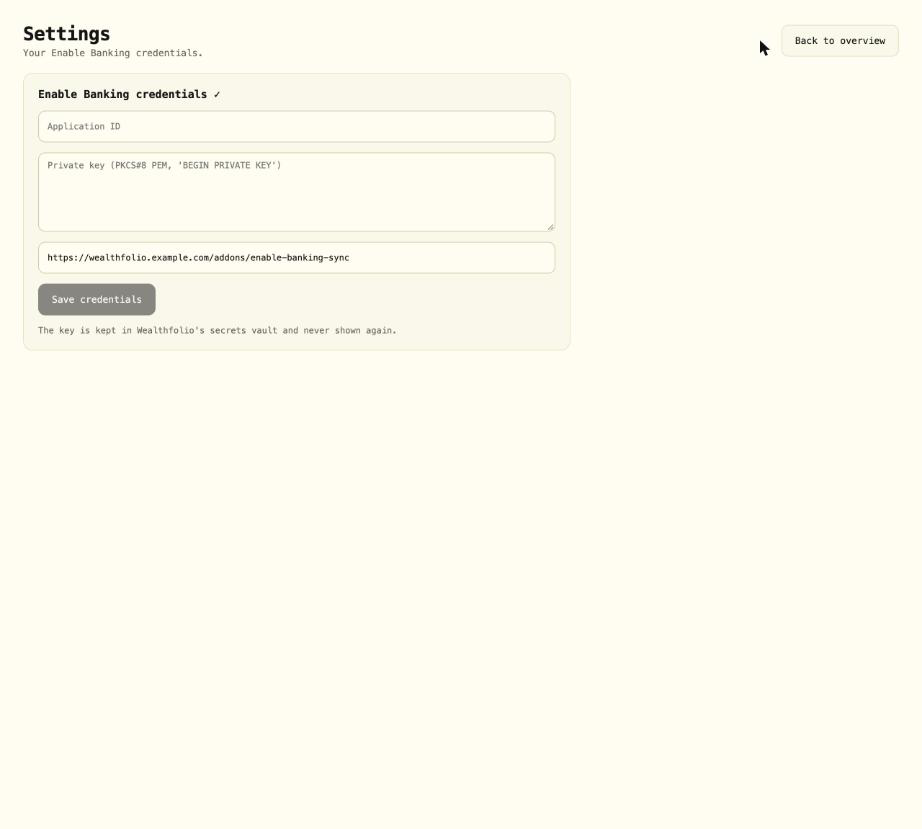 Settings
Your Enable Banking credentials.
Back to overview
Enable Banking credentials ✓
Application ID
Private key (PKCS#8 PEM, 'BEGIN PRIVATE KEY')
https://wealthfolio.example.com/addons/enable-banking-sync
Save credentials
The key is kept in Wealthfolio's secrets vault and never shown again.